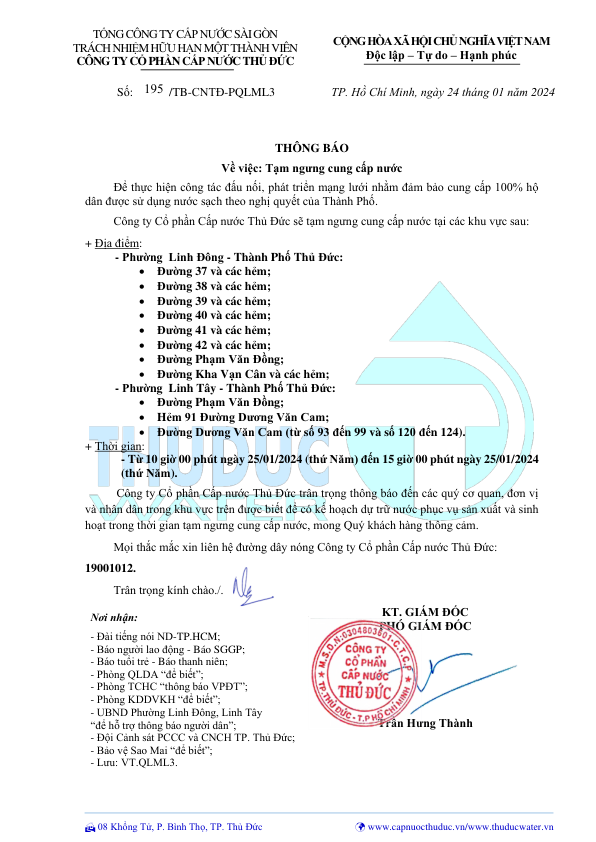 TỔNG CÔNG TY CẤP NƯỚC SÀI GÒN
TRÁCH NHIỆM HỮU HẠN MỘT THÀNH VIÊN
CÔNG TY CỔ PHẦN CẤP NƯỚC THỦ ĐỨC
CỘNG HÒA XÃ HỘI CHỦ NGHĨA VIỆT NAM
Độc lập – Tự do – Hạnh phúc
Số: 195 /TB-CNTĐ-PQLML3
TP. Hồ Chí Minh, ngày 24 tháng 01 năm 2024
THÔNG BÁO
Về việc: Tạm ngưng cung cấp nước
Để thực hiện công tác đấu nối, phát triển mạng lưới nhằm đảm bảo cung cấp 100% hộ
dân được sử dụng nước sạch theo nghị quyết của Thành Phố.
Công ty Cổ phần Cấp nước Thủ Đức sẽ tạm ngưng cung cấp nước tại các khu vực sau:
+ Địa điểm:
- Phường Linh Đông - Thành Phố Thủ Đức:
• Đường 37 và các hẻm;
• Đường 38 và các hẻm;
• Đường 39 và các hẻm;
• Đường 40 và các hẻm;
• Đường 41 và các hẻm;
• Đường 42 và các hẻm;
• Đường Phạm Văn Đồng;
• Đường Kha Vạn Cân và các hẻm;
- Phường Linh Tây - Thành Phố Thủ Đức:
• Đường Phạm Văn Đồng;
• Hẻm 91 Đường Dương Văn Cam;
• Đường Dương Văn Cam (từ số 93 đến 99 và số 120 đến 124).
+ Thời gian:
- Từ 10 giờ 00 phút ngày 25/01/2024 (thứ Năm) đến 15 giờ 00 phút ngày 25/01/2024
(thứ Năm).
THUDUC
WATER
Công ty Cổ phần Cấp nước Thủ Đức trân trọng thông báo đến các quý cơ quan, đơn vị
và nhân dân trong khu vực trên được biết để có kế hoạch dự trữ nước phục vụ sản xuất và sinh
hoạt trong thời gian tạm ngưng cung cấp nước, mong Quý khách hàng thông cảm.
Mọi thắc mắc xin liên hệ đường dây nóng Công ty Cổ phần Cấp nước Thủ Đức:
19001012.
Trân trọng kính chào./.
Nơi nhận:
- Đài tiếng nói ND-TP.HCM;
- Báo người lao động - Báo SGGP;
- Báo tuổi trẻ - Báo thanh niên;
- Phòng QLDA “để biết”;
- Phòng TCHC “thông báo VPĐT”;
- Phòng KDDVKH “để biết”;
- UBND Phường Linh Đông, Linh Tây
“để hỗ trợ thông báo người dân”;
- Đội Cảnh sát PCCC và CNCH TP. Thủ Đức;
- Bảo vệ Sao Mai “để biết”;
- Lưu: VT.QLML3.
KT. GIÁM ĐỐC
PHÓ GIÁM ĐỐC
M.S.D.N:0304803601-C.T.C.P
CÔNG TY
CỔ PHẦN
CẤP NƯỚC
THỦ ĐỨC
TP.THỦ ĐỨC - T.P HỒ CHÍ MINH
Trần Hưng Thành
08 Khổng Tử, P. Bình Thọ, TP. Thủ Đức
www.capnuocthuduc.vn/www.thuducwater.vn